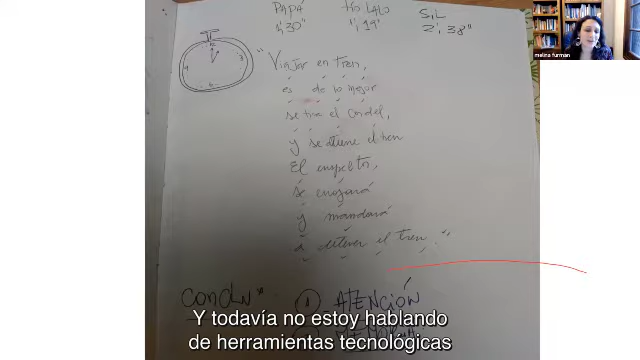 PAPÁ TIO LALO SIL
1', 30" 1', 19" 2', 38"
"Viajar en tren,
es de lo mejor
se tira el cordel,
y se detiene el tren
El inspector,
se enojará
y mandará
a detener el tren."
① ATENCIÓN
Y todavía no estoy hablando
de herramientas tecnológicas
melina furman